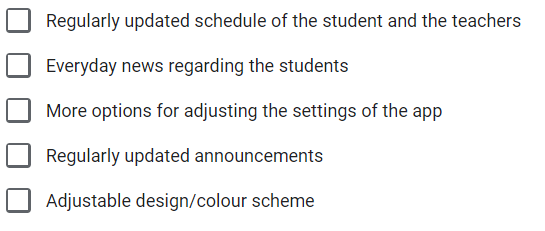 Regularly updated schedule of the student and the teachers
Everyday news regarding the students
More options for adjusting the settings of the app
Regularly updated announcements
Adjustable design/colour scheme